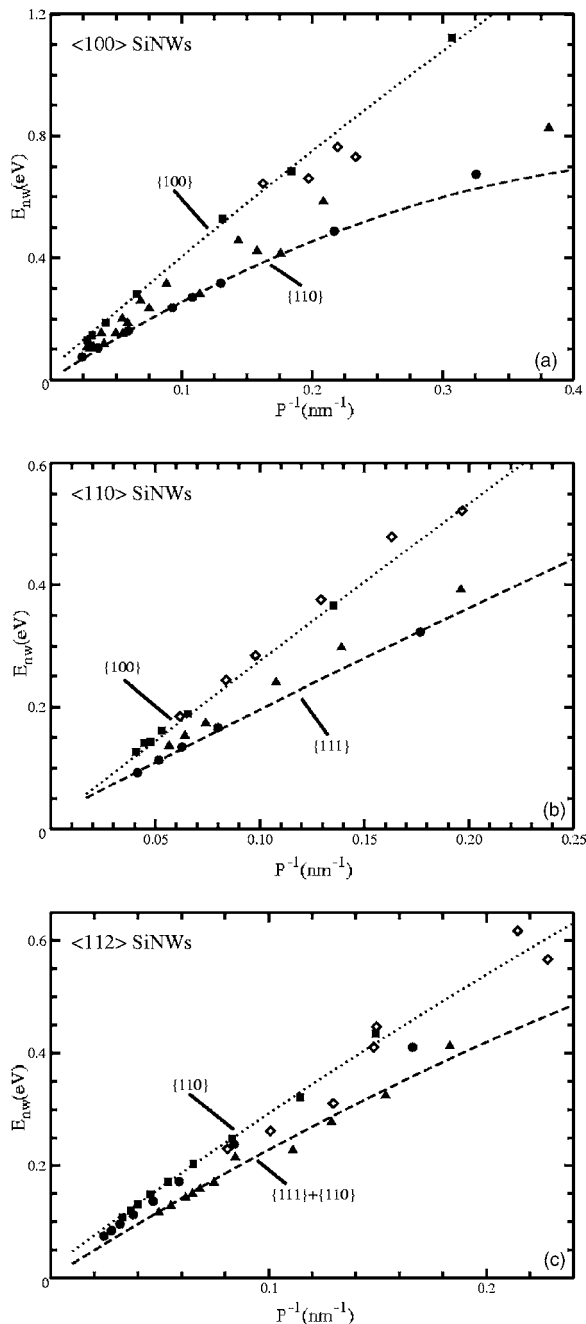 1.2
<100> SiNWs
0.8
E_nw(eV)
{100}
0.4
{110}
(a)
0
0.1
0.2
0.3
0.4
P⁻¹(nm⁻¹)
0.6
<110> SiNWs
0.4
E_nw(eV)
{100}
0.2
{111}
(b)
0
0.05
0.10
0.15
0.20
0.25
P⁻¹(nm⁻¹)
0.6
<112> SiNWs
0.4
E_nw(eV)
{110}
0.2
{111}+{110}
(c)
0
0.1
0.2
P⁻¹(nm⁻¹)